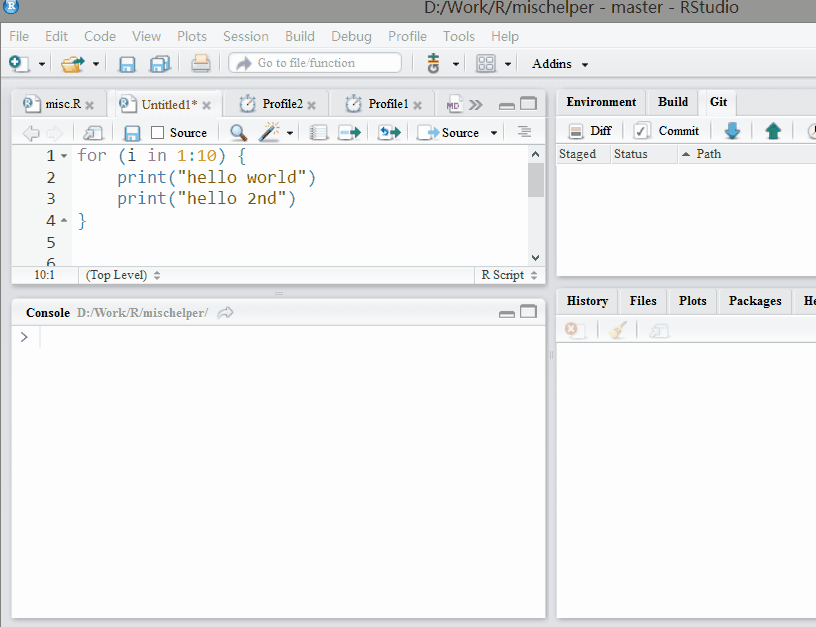 D:/Work/R/mischelper - master - RStudio
File Edit Code View Plots Session Build Debug Profile Tools Help
Go to file/function Addins
misc.R Untitled1* Profile2 Profile1 MD
Source Source
1 for (i in 1:10) {
2 print("hello world")
3 print("hello 2nd")
4 }
5
6
10:1 (Top Level) R Script
Console D:/Work/R/mischelper/
>
Environment Build Git
Diff Commit
Staged Status Path
History Files Plots Packages